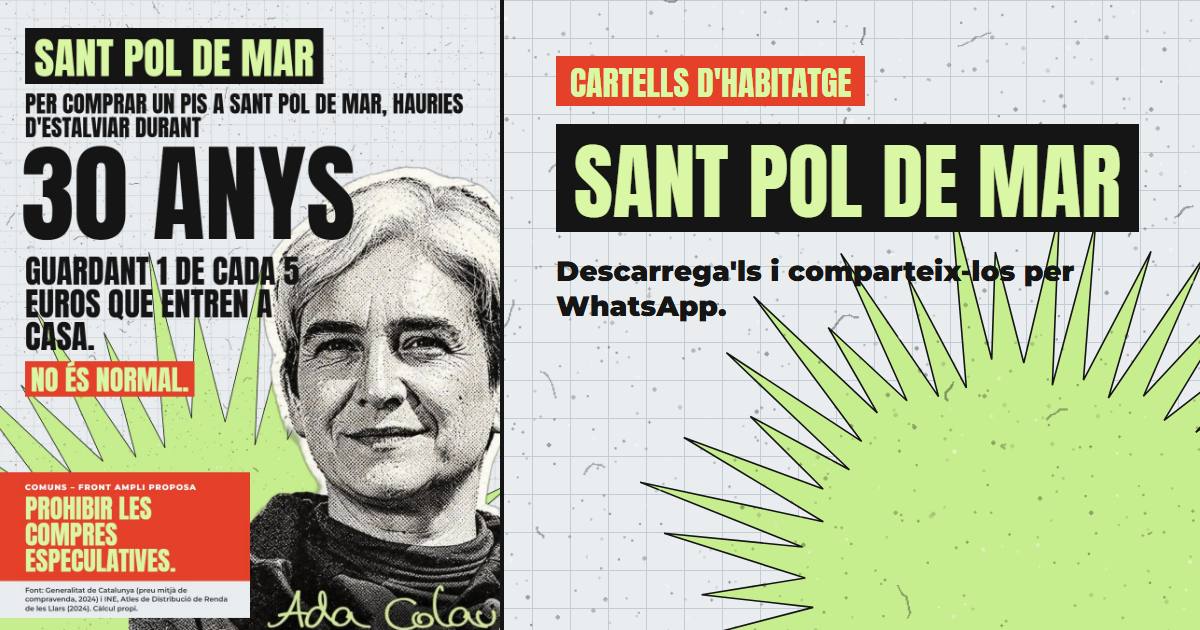 SANT POL DE MAR
PER COMPRAR UN PIS A SANT POL DE MAR, HAURIES
D'ESTALVIAR DURANT
30 ANYS
GUARDANT 1 DE CADA 5
EUROS QUE ENTREN A
CASA.
NO ÉS NORMAL.
COMUNS – FRONT AMPLI PROPOSA
PROHIBIR LES
COMPRES
ESPECULATIVES.
Font: Generalitat de Catalunya (preu mitjà de
compravenda, 2024) i INE, Atles de Distribució de Renda
de les Llars (2024). Càlcul propi.
Ada Colau
CARTELLS D'HABITATGE
SANT POL DE MAR
Descarrega'ls i comparteix-los per
WhatsApp.